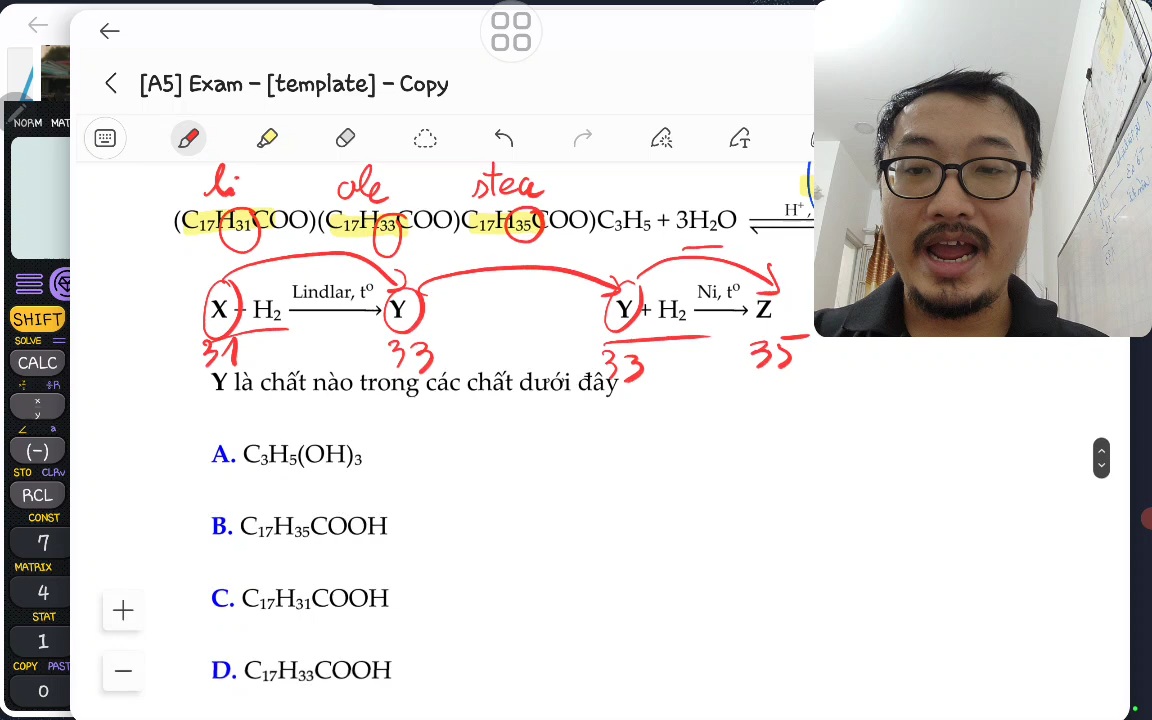 [A5] Exam – [template] – Copy
NORM MAT
li ole stea
(C₁₇H₃₁COO)(C₁₇H₃₃COO)C₁₇H₃₅COO)C₃H₅ + 3H₂O ⇌ H⁺,
X + H₂ Lindlar, t° → Y Y + H₂ Ni, t° → Z
31 33 33 35
Y là chất nào trong các chất dưới đây
A. C₃H₅(OH)₃
B. C₁₇H₃₅COOH
C. C₁₇H₃₁COOH
D. C₁₇H₃₃COOH
SHIFT
SOLVE =
CALC
x
y
∠ a
(−)
STO CLRv
RCL
CONST
7
MATRIX
4
STAT
1
COPY PAST
0